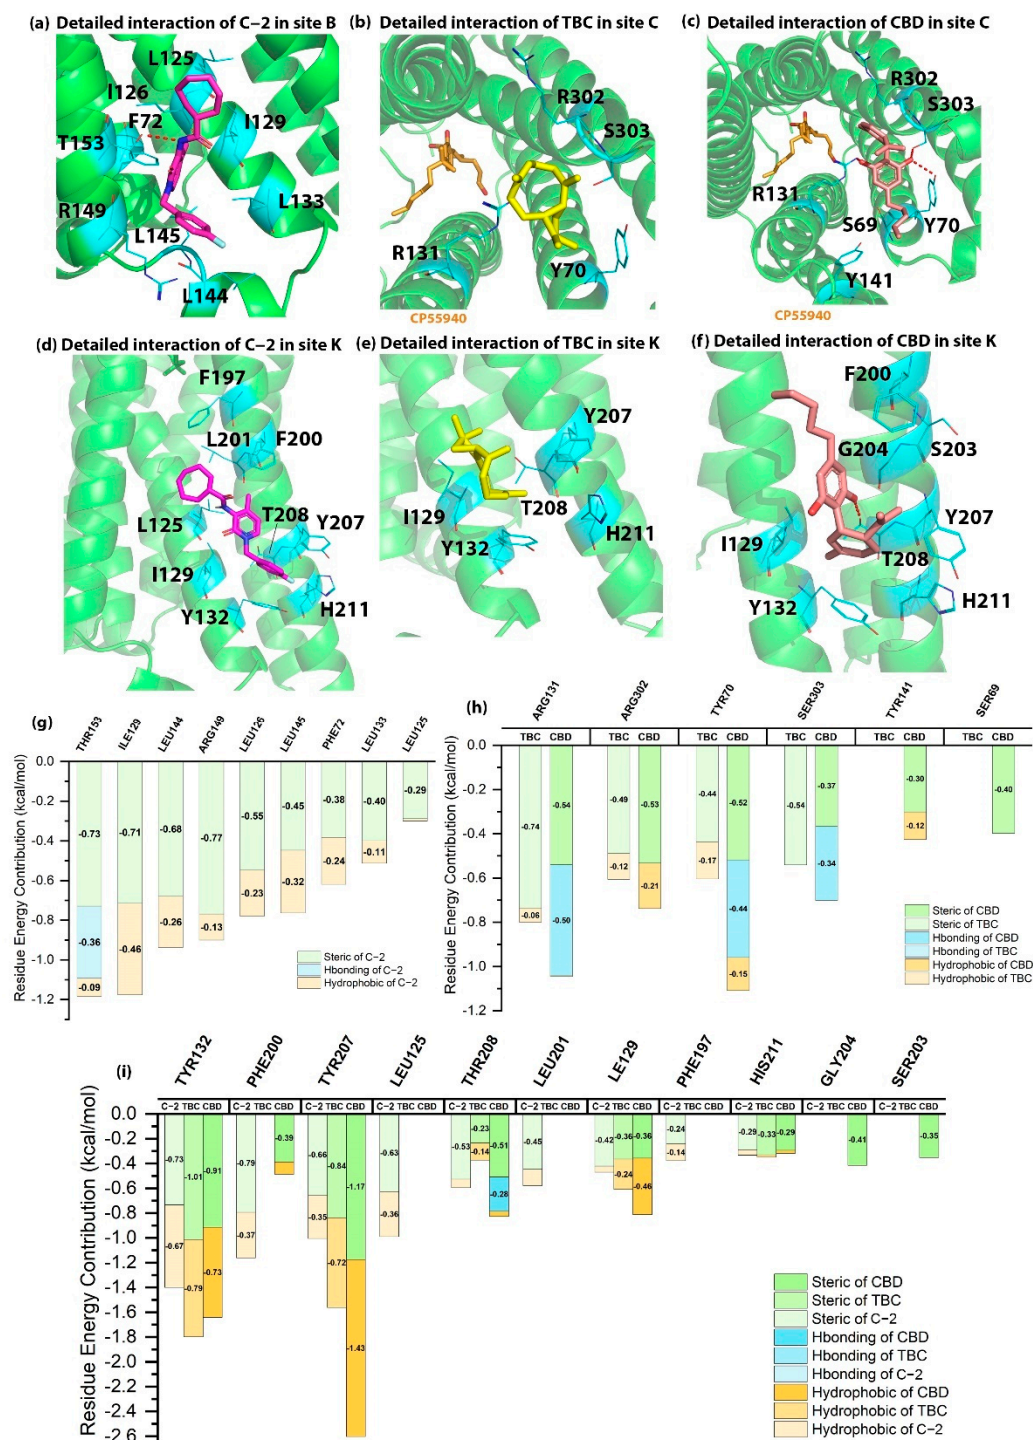 (a) Detailed interaction of C−2 in site B
L125
I126
F72
I129
T153
L133
R149
L145
L144
(b) Detailed interaction of TBC in site C
R302
S303
R131
Y70
CP55940
(c) Detailed interaction of CBD in site C
R302
S303
R131
S69
Y70
Y141
CP55940
(d) Detailed interaction of C−2 in site K
F197
L201
F200
L125
T208
Y207
I129
Y132
H211
(e) Detailed interaction of TBC in site K
Y207
I129
T208
Y132
H211
(f) Detailed interaction of CBD in site K
F200
G204
S203
I129
Y207
T208
Y132
H211
(g)
THR153 ILE129 LEU144 ARG149 LEU126 LEU145 PHE72 LEU133 LEU125
Residue Energy Contribution (kcal/mol)
0.0
-0.2
-0.4
-0.6
-0.8
-1.0
-1.2
-0.73
-0.36
-0.09
-0.71
-0.46
-0.68
-0.26
-0.77
-0.13
-0.55
-0.23
-0.45
-0.32
-0.38
-0.24
-0.40
-0.11
-0.29
Steric of C−2
Hbonding of C−2
Hydrophobic of C−2
(h)
ARG131 ARG302 TYR70 SER303 TYR141 SER69
TBC CBD TBC CBD TBC CBD TBC CBD TBC CBD TBC CBD
Residue Energy Contribution (kcal/mol)
0.0
-0.2
-0.4
-0.6
-0.8
-1.0
-1.2
-0.74
-0.06
-0.54
-0.50
-0.49
-0.12
-0.53
-0.21
-0.44
-0.17
-0.52
-0.44
-0.15
-0.54
-0.37
-0.34
-0.30
-0.12
-0.40
Steric of CBD
Steric of TBC
Hbonding of CBD
Hbonding of TBC
Hydrophobic of CBD
Hydrophobic of TBC
(i)
TYR132 PHE200 TYR207 LEU125 THR208 LEU201 LE129 PHE197 HIS211 GLY204 SER203
C−2 TBC CBD C−2 TBC CBD C−2 TBC CBD C−2 TBC CBD C−2 TBC CBD C−2 TBC CBD C−2 TBC CBD C−2 TBC CBD C−2 TBC CBD C−2 TBC CBD C−2 TBC CBD
Residue Energy Contribution (kcal/mol)
0.0
-0.2
-0.4
-0.6
-0.8
-1.0
-1.2
-1.4
-1.6
-1.8
-2.0
-2.2
-2.4
-2.6
-0.73
-0.67
-1.01
-0.79
-0.91
-0.73
-0.79
-0.37
-0.39
-0.66
-0.35
-0.84
-0.72
-1.17
-1.43
-0.63
-0.36
-0.53
-0.23
-0.14
-0.51
-0.28
-0.45
-0.42
-0.36
-0.24
-0.36
-0.46
-0.24
-0.14
-0.29
-0.33
-0.29
-0.41
-0.35
Steric of CBD
Steric of TBC
Steric of C−2
Hbonding of CBD
Hbonding of TBC
Hbonding of C−2
Hydrophobic of CBD
Hydrophobic of TBC
Hydrophobic of C−2